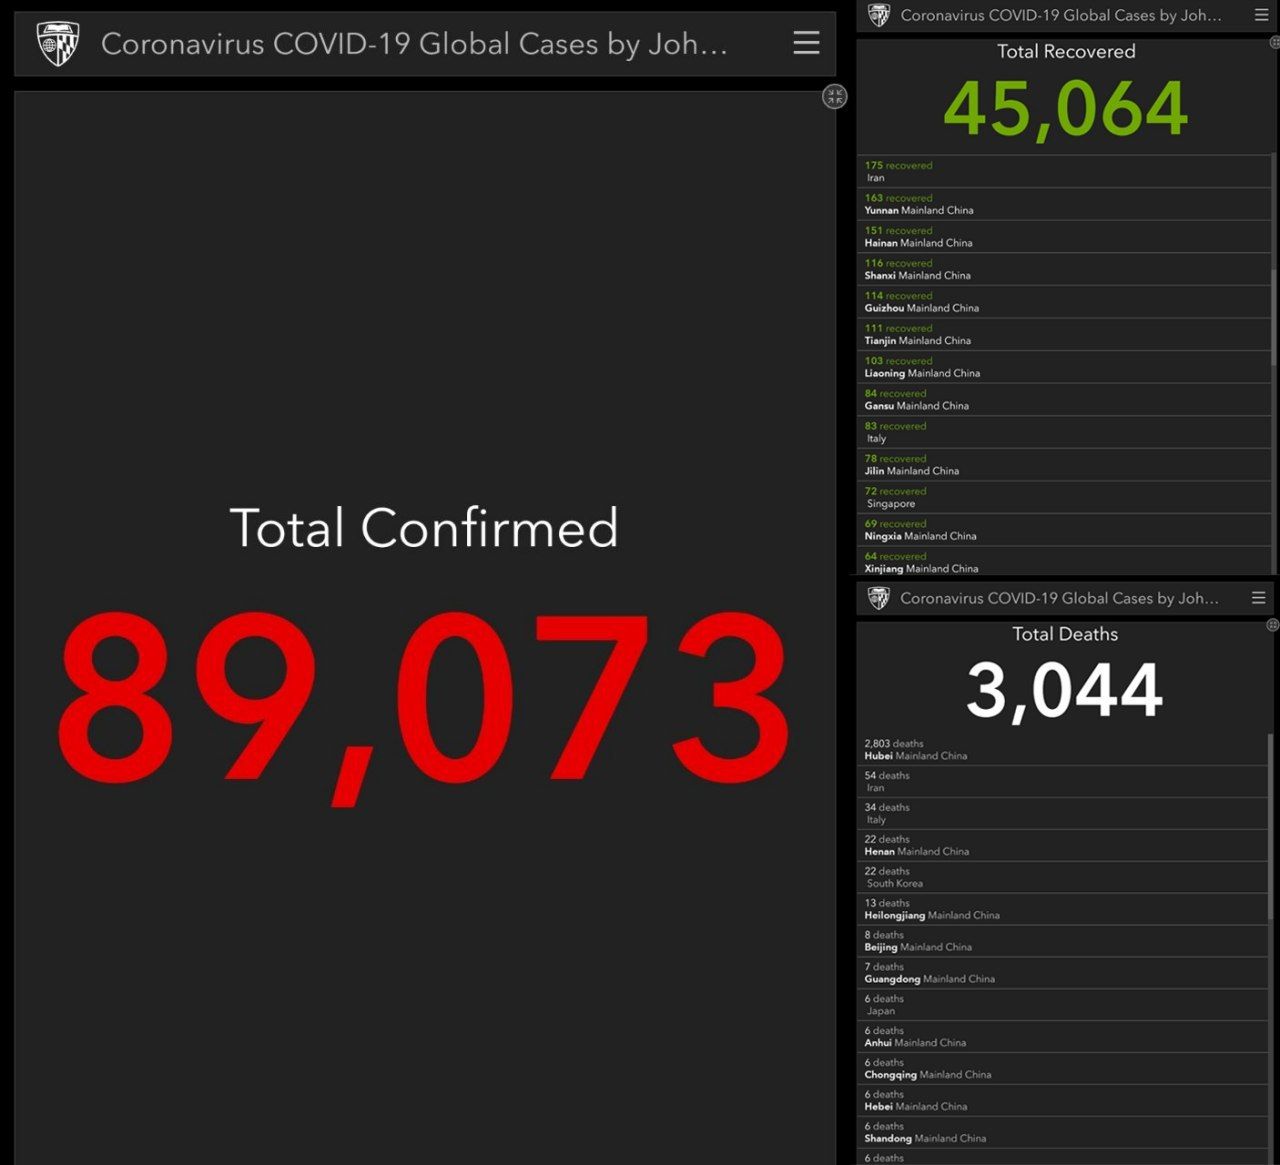 Coronavirus COVID-19 Global Cases by Joh...
Total Confirmed
89,073
Coronavirus COVID-19 Global Cases by Joh...
Total Recovered
45,064
175 recovered
Iran
163 recovered
Yunnan Mainland China
151 recovered
Hainan Mainland China
116 recovered
Shanxi Mainland China
114 recovered
Guizhou Mainland China
111 recovered
Tianjin Mainland China
103 recovered
Liaoning Mainland China
84 recovered
Gansu Mainland China
83 recovered
Italy
78 recovered
Jilin Mainland China
72 recovered
Singapore
69 recovered
Ningxia Mainland China
64 recovered
Xinjiang Mainland China
Coronavirus COVID-19 Global Cases by Joh...
Total Deaths
3,044
2,803 deaths
Hubei Mainland China
54 deaths
Iran
34 deaths
Italy
22 deaths
Henan Mainland China
22 deaths
South Korea
13 deaths
Heilongjiang Mainland China
8 deaths
Beijing Mainland China
7 deaths
Guangdong Mainland China
6 deaths
Japan
6 deaths
Anhui Mainland China
6 deaths
Chongqing Mainland China
6 deaths
Hebei Mainland China
6 deaths
Shandong Mainland China
6 deaths